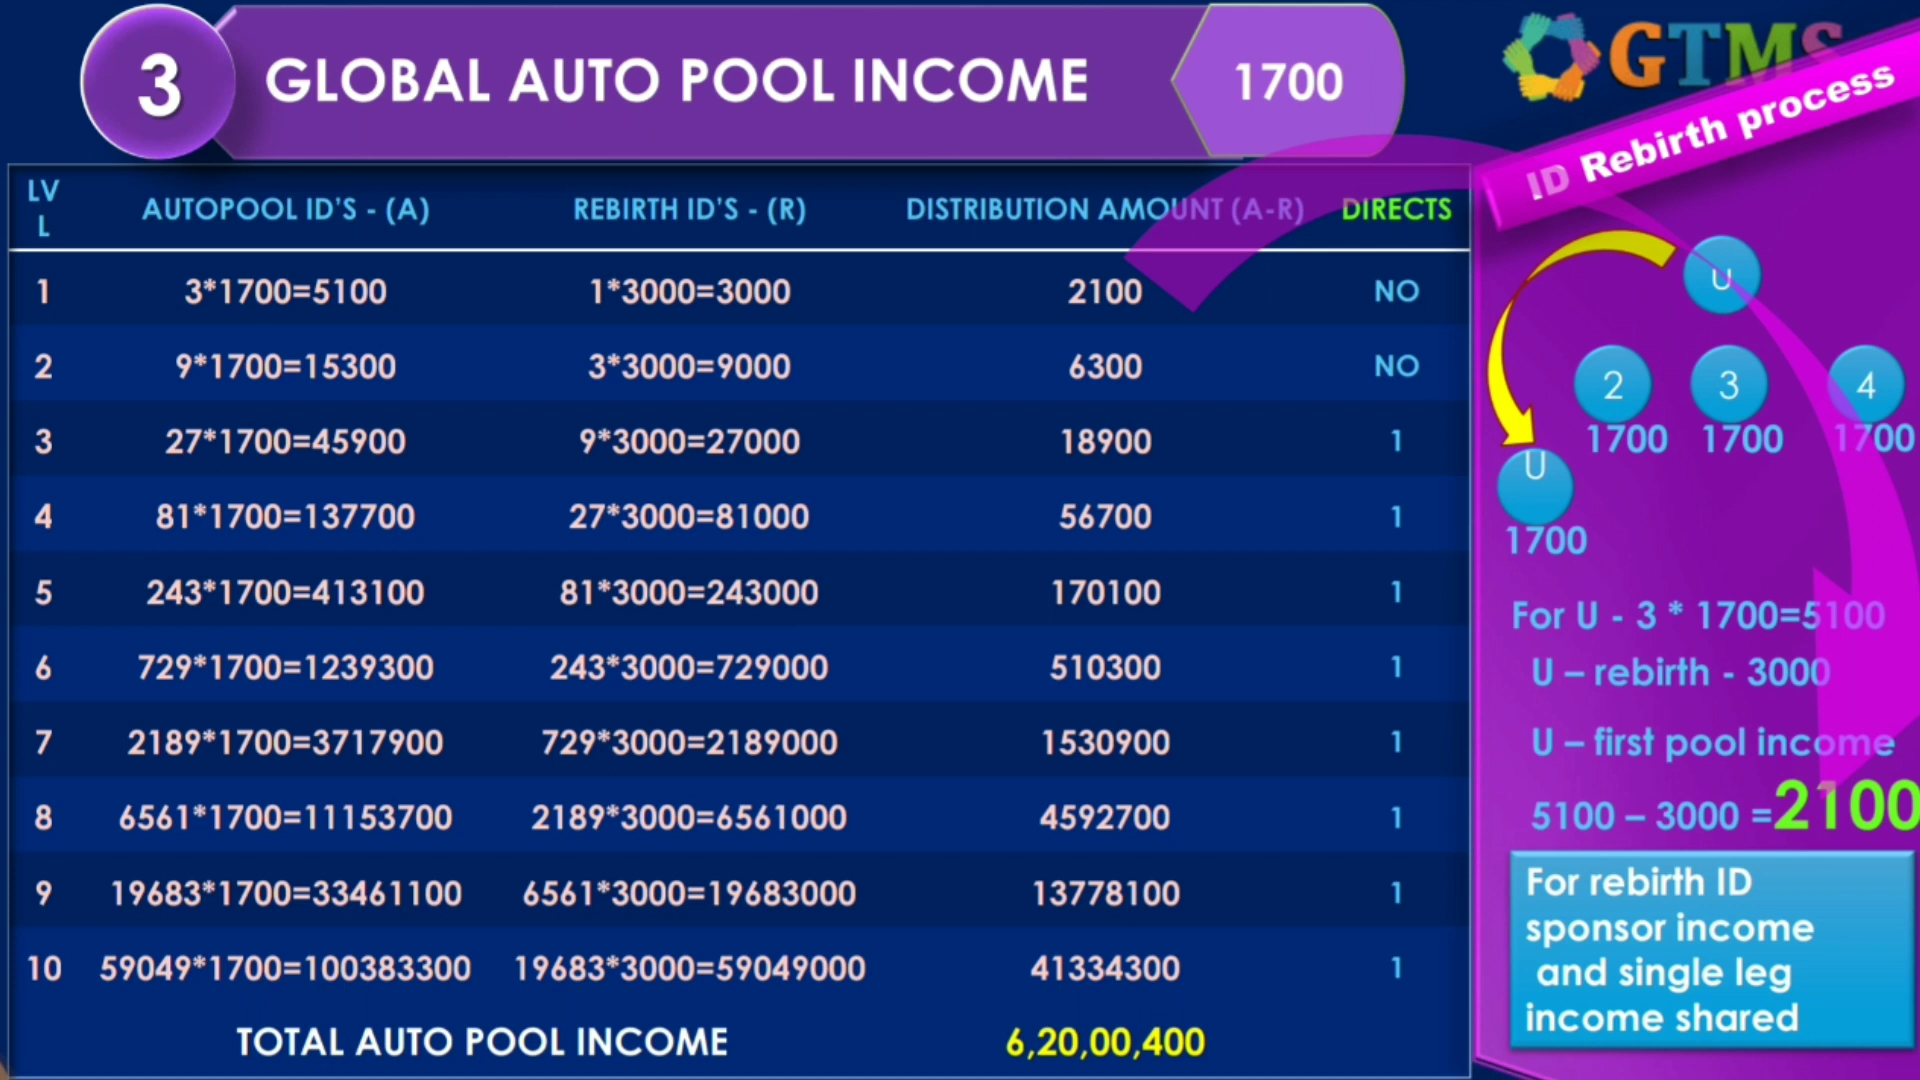 3 GLOBAL AUTO POOL INCOME 1700
GTMS
ID Rebirth process
LV
L AUTOPOOL ID'S - (A) REBIRTH ID'S - (R) DISTRIBUTION AMOUNT (A-R) DIRECTS
1 3*1700=5100 1*3000=3000 2100 NO
2 9*1700=15300 3*3000=9000 6300 NO
3 27*1700=45900 9*3000=27000 18900 1
4 81*1700=137700 27*3000=81000 56700 1
5 243*1700=413100 81*3000=243000 170100 1
6 729*1700=1239300 243*3000=729000 510300 1
7 2189*1700=3717900 729*3000=2189000 1530900 1
8 6561*1700=11153700 2189*3000=6561000 4592700 1
9 19683*1700=33461100 6561*3000=19683000 13778100 1
10 59049*1700=100383300 19683*3000=59049000 41334300 1
TOTAL AUTO POOL INCOME 6,20,00,400
U
2 3 4
1700 1700 1700
U
1700
For U - 3 * 1700=5100
U – rebirth - 3000
U – first pool income
5100 – 3000 =2100
For rebirth ID
sponsor income
and single leg
income shared